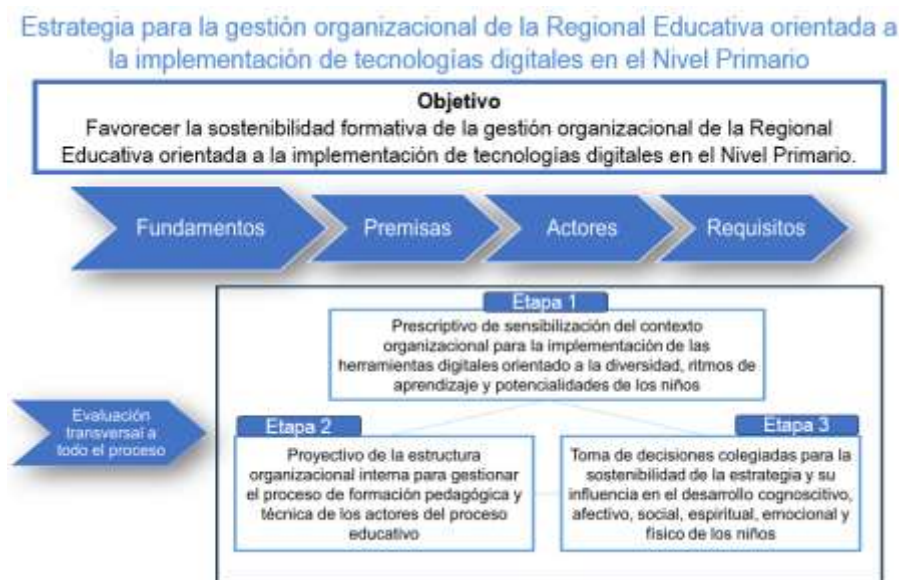 Estrategia para la gestión organizacional de la Regional Educativa orientada a
la implementación de tecnologías digitales en el Nivel Primario
Objetivo
Favorecer la sostenibilidad formativa de la gestión organizacional de la Regional
Educativa orientada a la implementación de tecnologías digitales en el Nivel Primario.
Fundamentos
Premisas
Actores
Requisitos
Etapa 1
Prescriptivo de sensibilización del contexto
organizacional para la implementación de las
herramientas digitales orientado a la diversidad, ritmos de
aprendizaje y potencialidades de los niños
Evaluación
transversal a
todo el proceso
Etapa 2
Proyectivo de la estructura
organizacional interna para gestionar
el proceso de formación pedagógica y
técnica de los actores del proceso
educativo
Etapa 3
Toma de decisiones colegiadas para la
sostenibilidad de la estrategia y su
influencia en el desarrollo cognoscitivo,
afectivo, social, espiritual, emocional y
físico de los niños